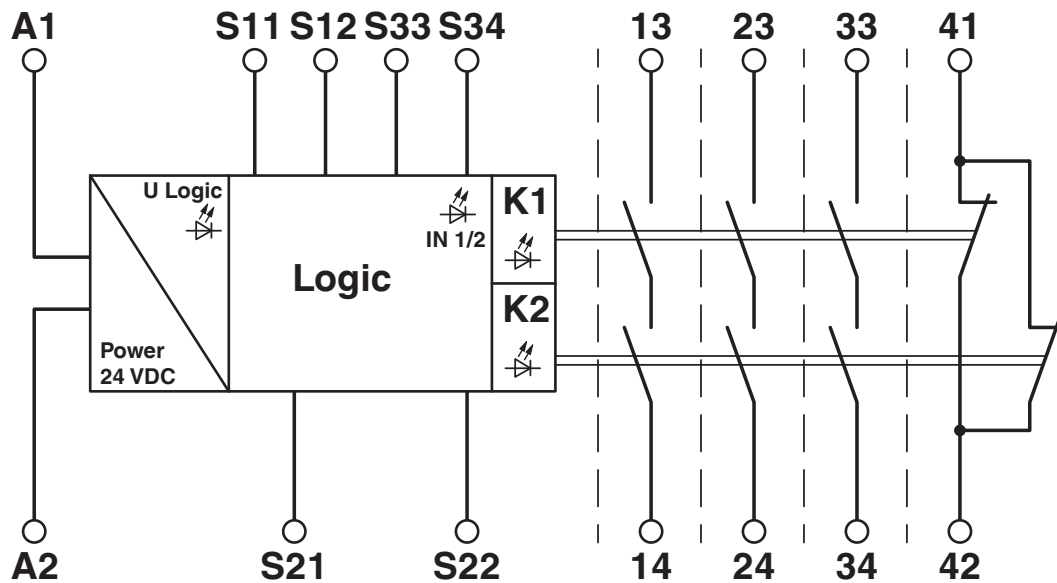 A1 S11 S12 S33 S34 13 23 33 41
U Logic
K1
IN 1/2
Logic
K2
Power
24 VDC
A2 S21 S22 14 24 34 42